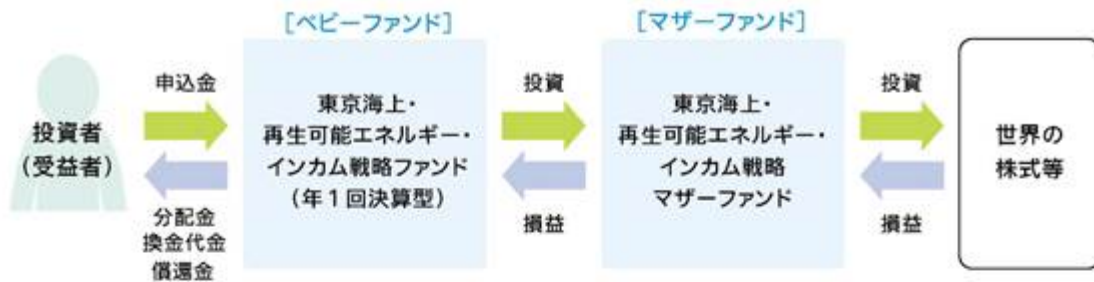 [ベビーファンド]
[マザーファンド]
投資者
(受益者)
申込金
分配金
換金代金
償還金
東京海上・
再生可能エネルギー・
インカム戦略ファンド
(年1回決算型)
投資
損益
東京海上・
再生可能エネルギー・
インカム戦略
マザーファンド
投資
損益
世界の
株式等